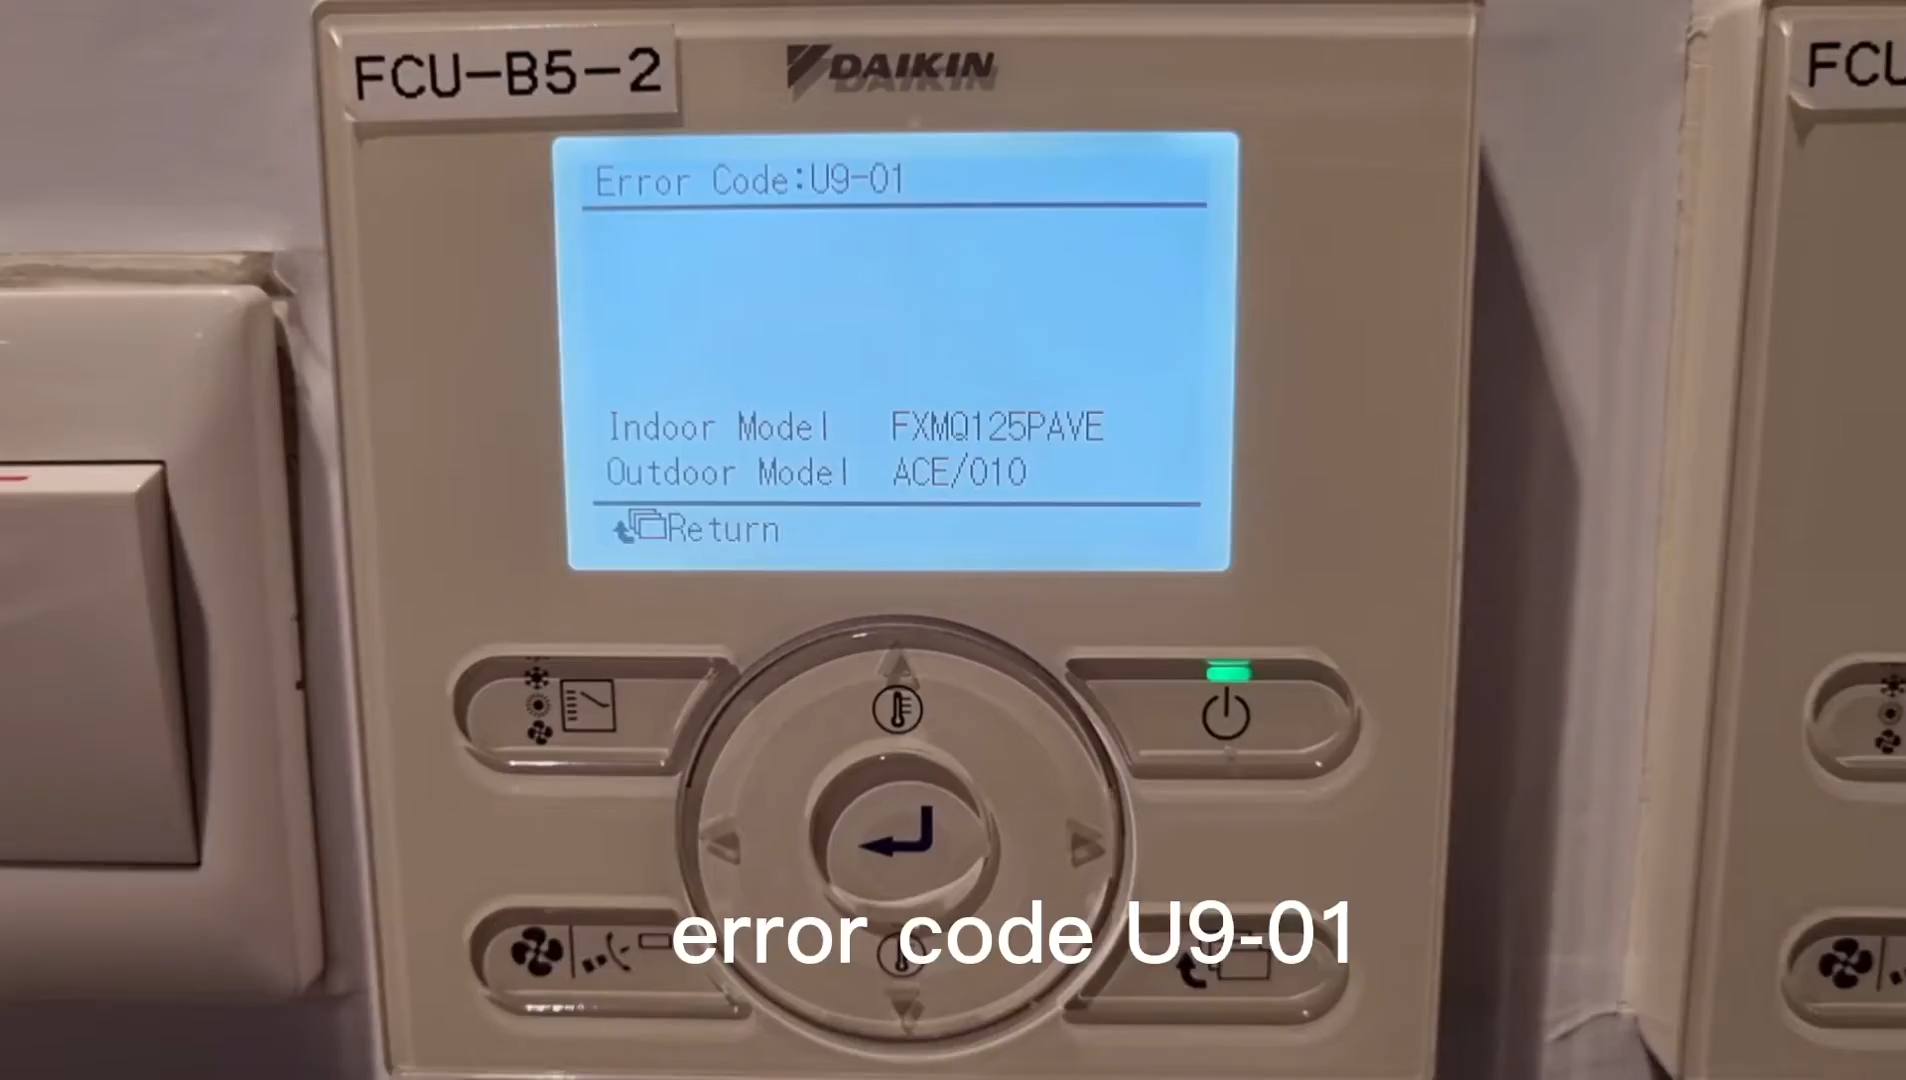 FCU-B5-2
DAIKIN
FCU
Error Code:U9-01
Indoor Model FXMQ125PAVE
Outdoor Model ACE/010
Return
error code U9-01